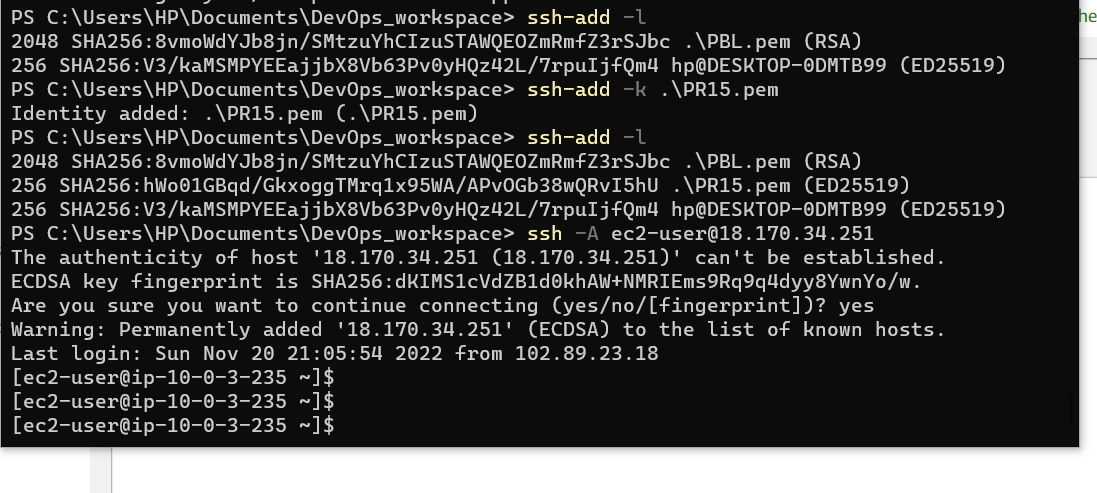 PS C:\Users\HP\Documents\DevOps_workspace> ssh-add -l
2048 SHA256:8vmoWdYJb8jn/SMtzuYhCIzuSTAWQEOZmRmfZ3rSJbc .\PBL.pem (RSA)
256 SHA256:V3/kaMSMPYEEajjbX8Vb63Pv0yHQz42L/7rpuIjfQm4 hp@DESKTOP-0DMTB99 (ED25519)
PS C:\Users\HP\Documents\DevOps_workspace> ssh-add -k .\PR15.pem
Identity added: .\PR15.pem (.\PR15.pem)
PS C:\Users\HP\Documents\DevOps_workspace> ssh-add -l
2048 SHA256:8vmoWdYJb8jn/SMtzuYhCIzuSTAWQEOZmRmfZ3rSJbc .\PBL.pem (RSA)
256 SHA256:hWo01GBqd/GkxoggTMrq1x95WA/APvOGb38wQRvI5hU .\PR15.pem (ED25519)
256 SHA256:V3/kaMSMPYEEajjbX8Vb63Pv0yHQz42L/7rpuIjfQm4 hp@DESKTOP-0DMTB99 (ED25519)
PS C:\Users\HP\Documents\DevOps_workspace> ssh -A ec2-user@18.170.34.251
The authenticity of host '18.170.34.251 (18.170.34.251)' can't be established.
ECDSA key fingerprint is SHA256:dKIMS1cVdZB1d0khAW+NMRIEms9Rq9q4dyy8YwnYo/w.
Are you sure you want to continue connecting (yes/no/[fingerprint])? yes
Warning: Permanently added '18.170.34.251' (ECDSA) to the list of known hosts.
Last login: Sun Nov 20 21:05:54 2022 from 102.89.23.18
[ec2-user@ip-10-0-3-235 ~]$
[ec2-user@ip-10-0-3-235 ~]$
[ec2-user@ip-10-0-3-235 ~]$